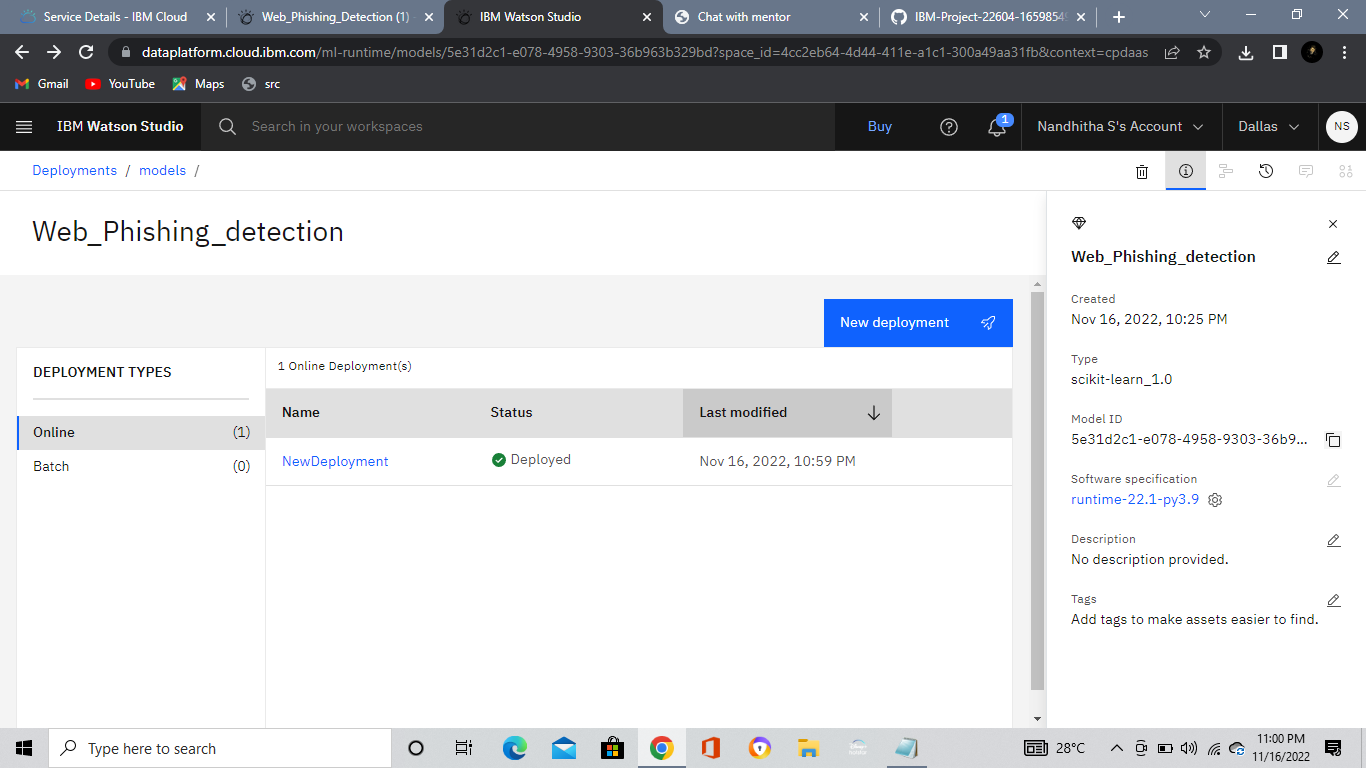 Service Details - IBM Cloud
Web_Phishing_Detection (1)
IBM Watson Studio
Chat with mentor
IBM-Project-22604-1659854
dataplatform.cloud.ibm.com/ml-runtime/models/5e31d2c1-e078-4958-9303-36b963b329bd?space_id=4cc2eb64-4d44-411e-a1c1-300a49aa31fb&context=cpdaas
Gmail YouTube Maps src
IBM Watson Studio
Search in your workspaces
Buy
1
Nandhitha S's Account
Dallas
NS
Deployments / models /
Web_Phishing_detection
New deployment
DEPLOYMENT TYPES
Online (1)
Batch (0)
1 Online Deployment(s)
Name Status Last modified
NewDeployment Deployed Nov 16, 2022, 10:59 PM
Web_Phishing_detection
Created
Nov 16, 2022, 10:25 PM
Type
scikit-learn_1.0
Model ID
5e31d2c1-e078-4958-9303-36b9...
Software specification
runtime-22.1-py3.9
Description
No description provided.
Tags
Add tags to make assets easier to find.
Type here to search
28°C
11:00 PM
11/16/2022